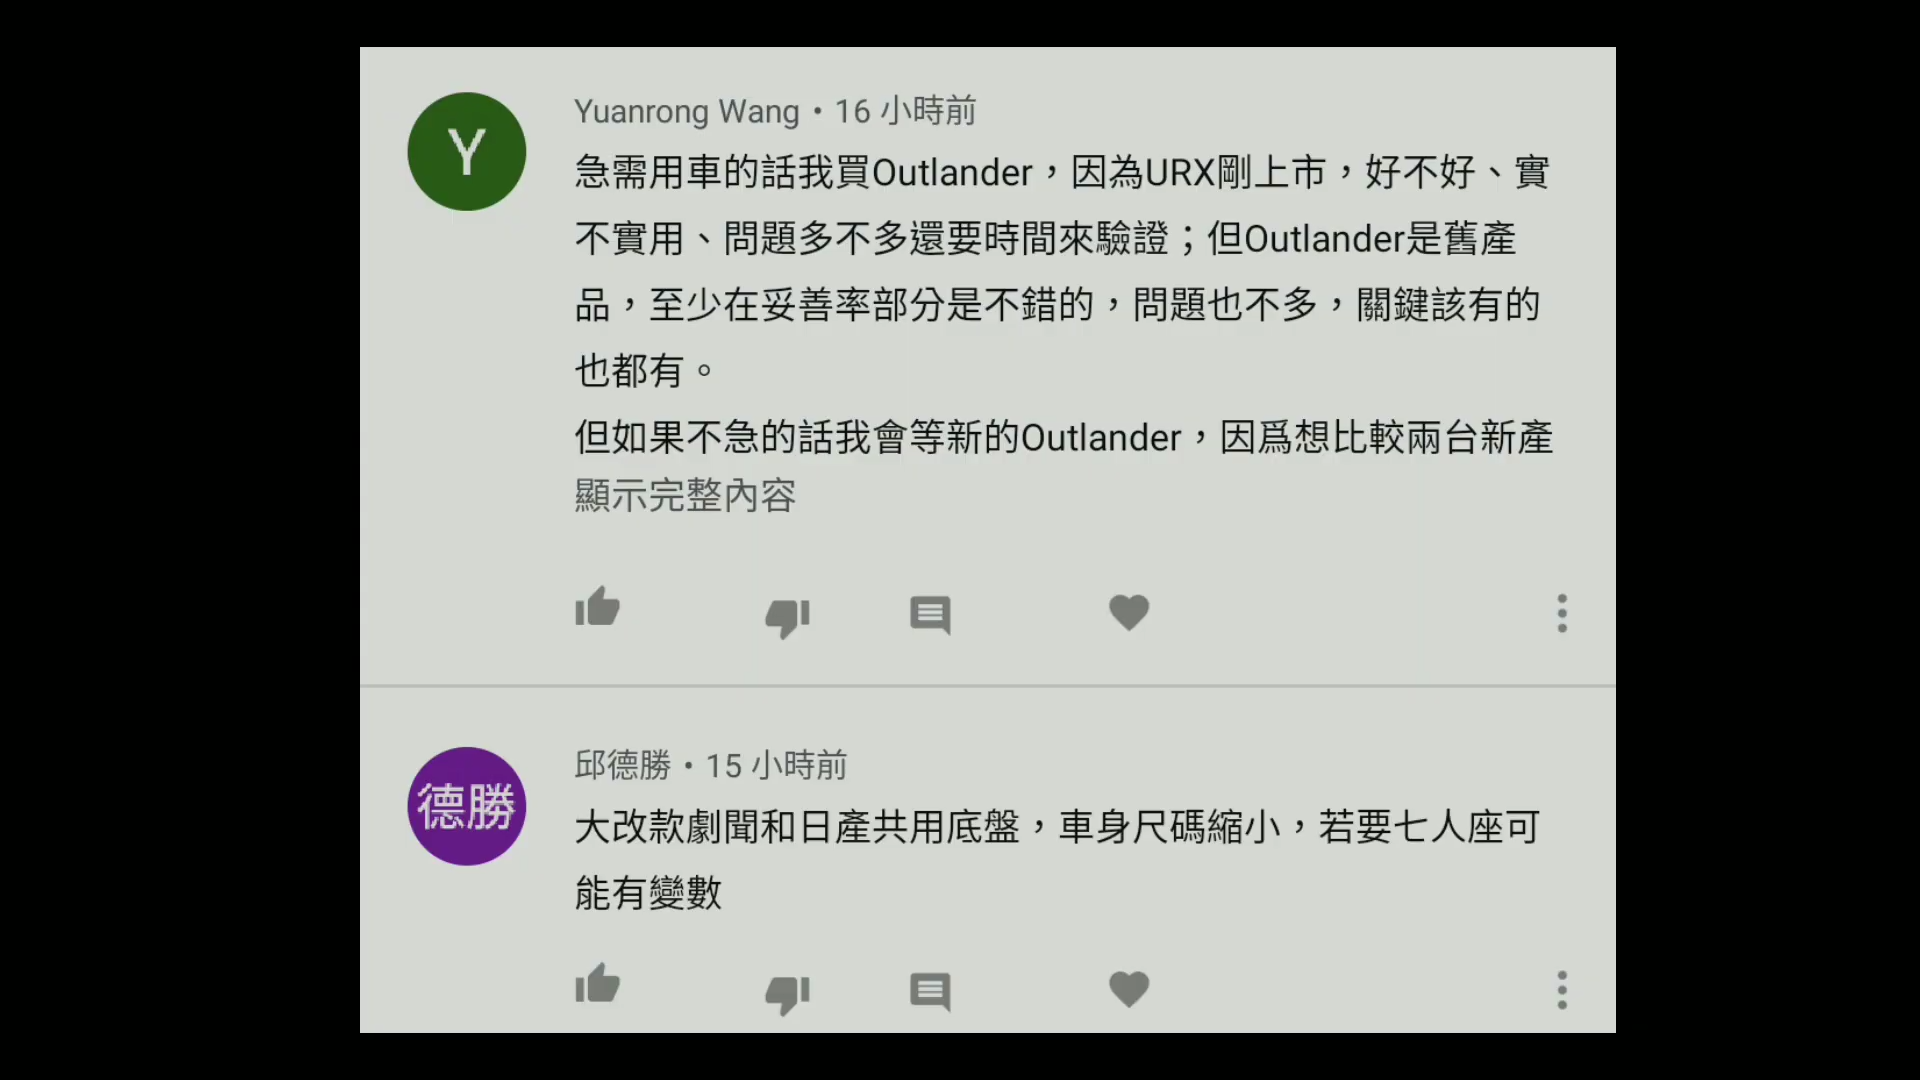 Y
Yuanrong Wang • 16 小時前
急需用車的話我買Outlander，因為URX剛上市，好不好、實
不實用、問題多不多還要時間來驗證；但Outlander是舊產
品，至少在妥善率部分是不錯的，問題也不多，關鍵該有的
也都有。
但如果不急的話我會等新的Outlander，因爲想比較兩台新產
顯示完整內容
德勝
邱德勝 • 15 小時前
大改款劇聞和日產共用底盤，車身尺碼縮小，若要七人座可
能有變數